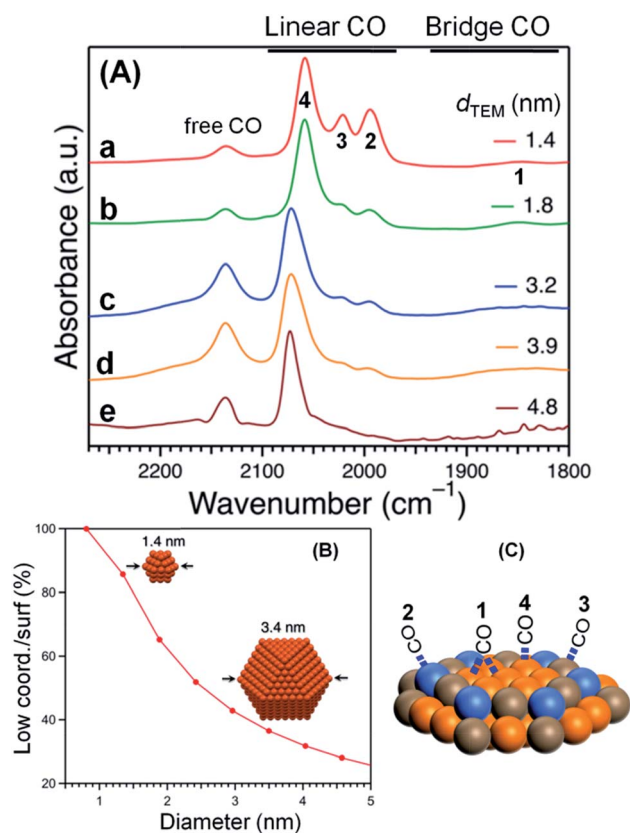 Linear CO Bridge CO
(A)
4
free CO
3
2
d_TEM (nm)
a
1.4
1
b
1.8
c
3.2
d
3.9
e
4.8
Absorbance (a.u.)
2200 2100 2000 1900 1800
Wavenumber (cm⁻¹)
100
80
60
40
20
Low coord./surf (%)
1.4 nm
(B)
3.4 nm
1 2 3 4 5
Diameter (nm)
(C)
2 1 4 3
CO CO CO CO